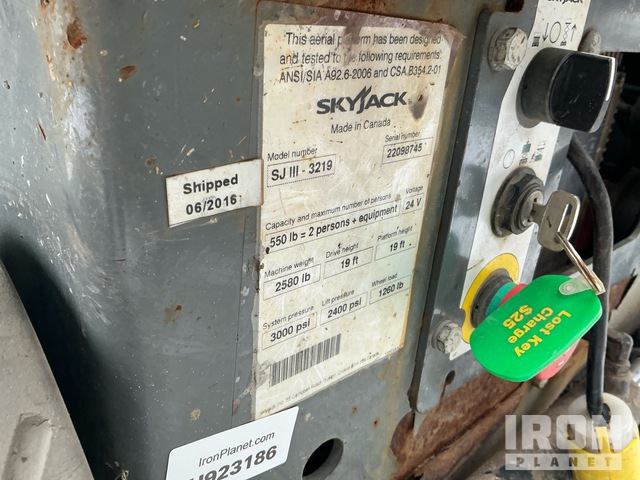 This aerial platform has been designed
and tested to the following requirements:
ANSI/SIA A92.6-2006 and CSA B354.2-01
SKYJACK
Made in Canada
Model number
SJ III - 3219
Serial number
22098745
Shipped
06/2016
Capacity and maximum number of persons
550 lb = 2 persons + equipment
Voltage
24 V
Machine weight
2580 lb
Drive height
19 ft
Platform height
19 ft
System pressure
3000 psi
Lift pressure
2400 psi
Wheel load
1260 lb
IronPlanet.com
923186
Lost Key
Charge
$25
IRON
PLANET